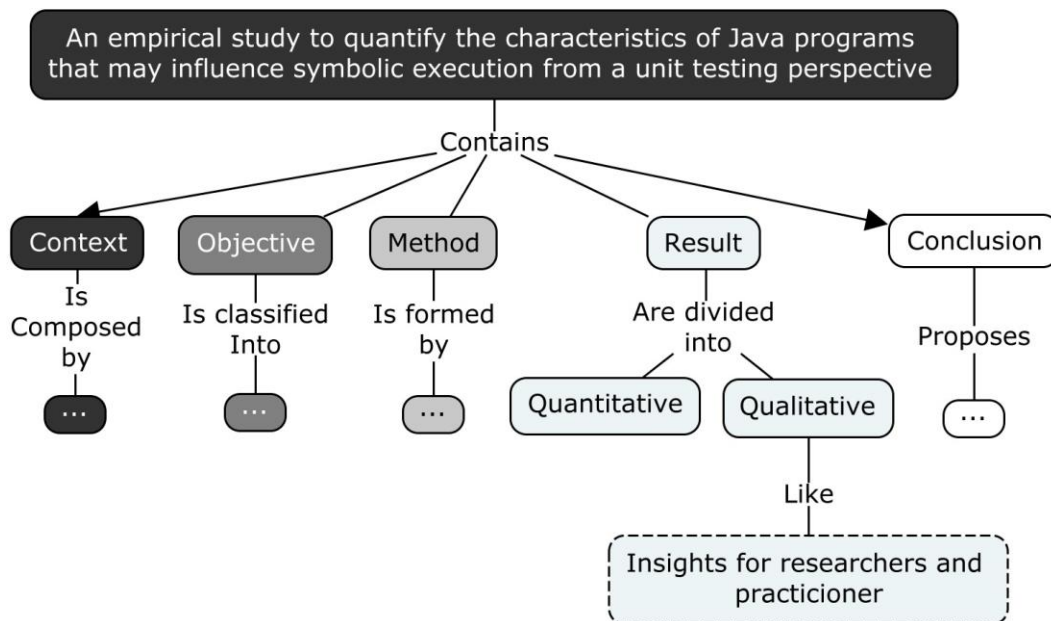 An empirical study to quantify the characteristics of Java programs
that may influence symbolic execution from a unit testing perspective
Contains
Context
Objective
Method
Result
Conclusion
Is
Composed
by
Is classified
Into
Is formed
by
Are divided
into
Proposes
...
...
...
Quantitative
Qualitative
...
Like
Insights for researchers and
practicioner